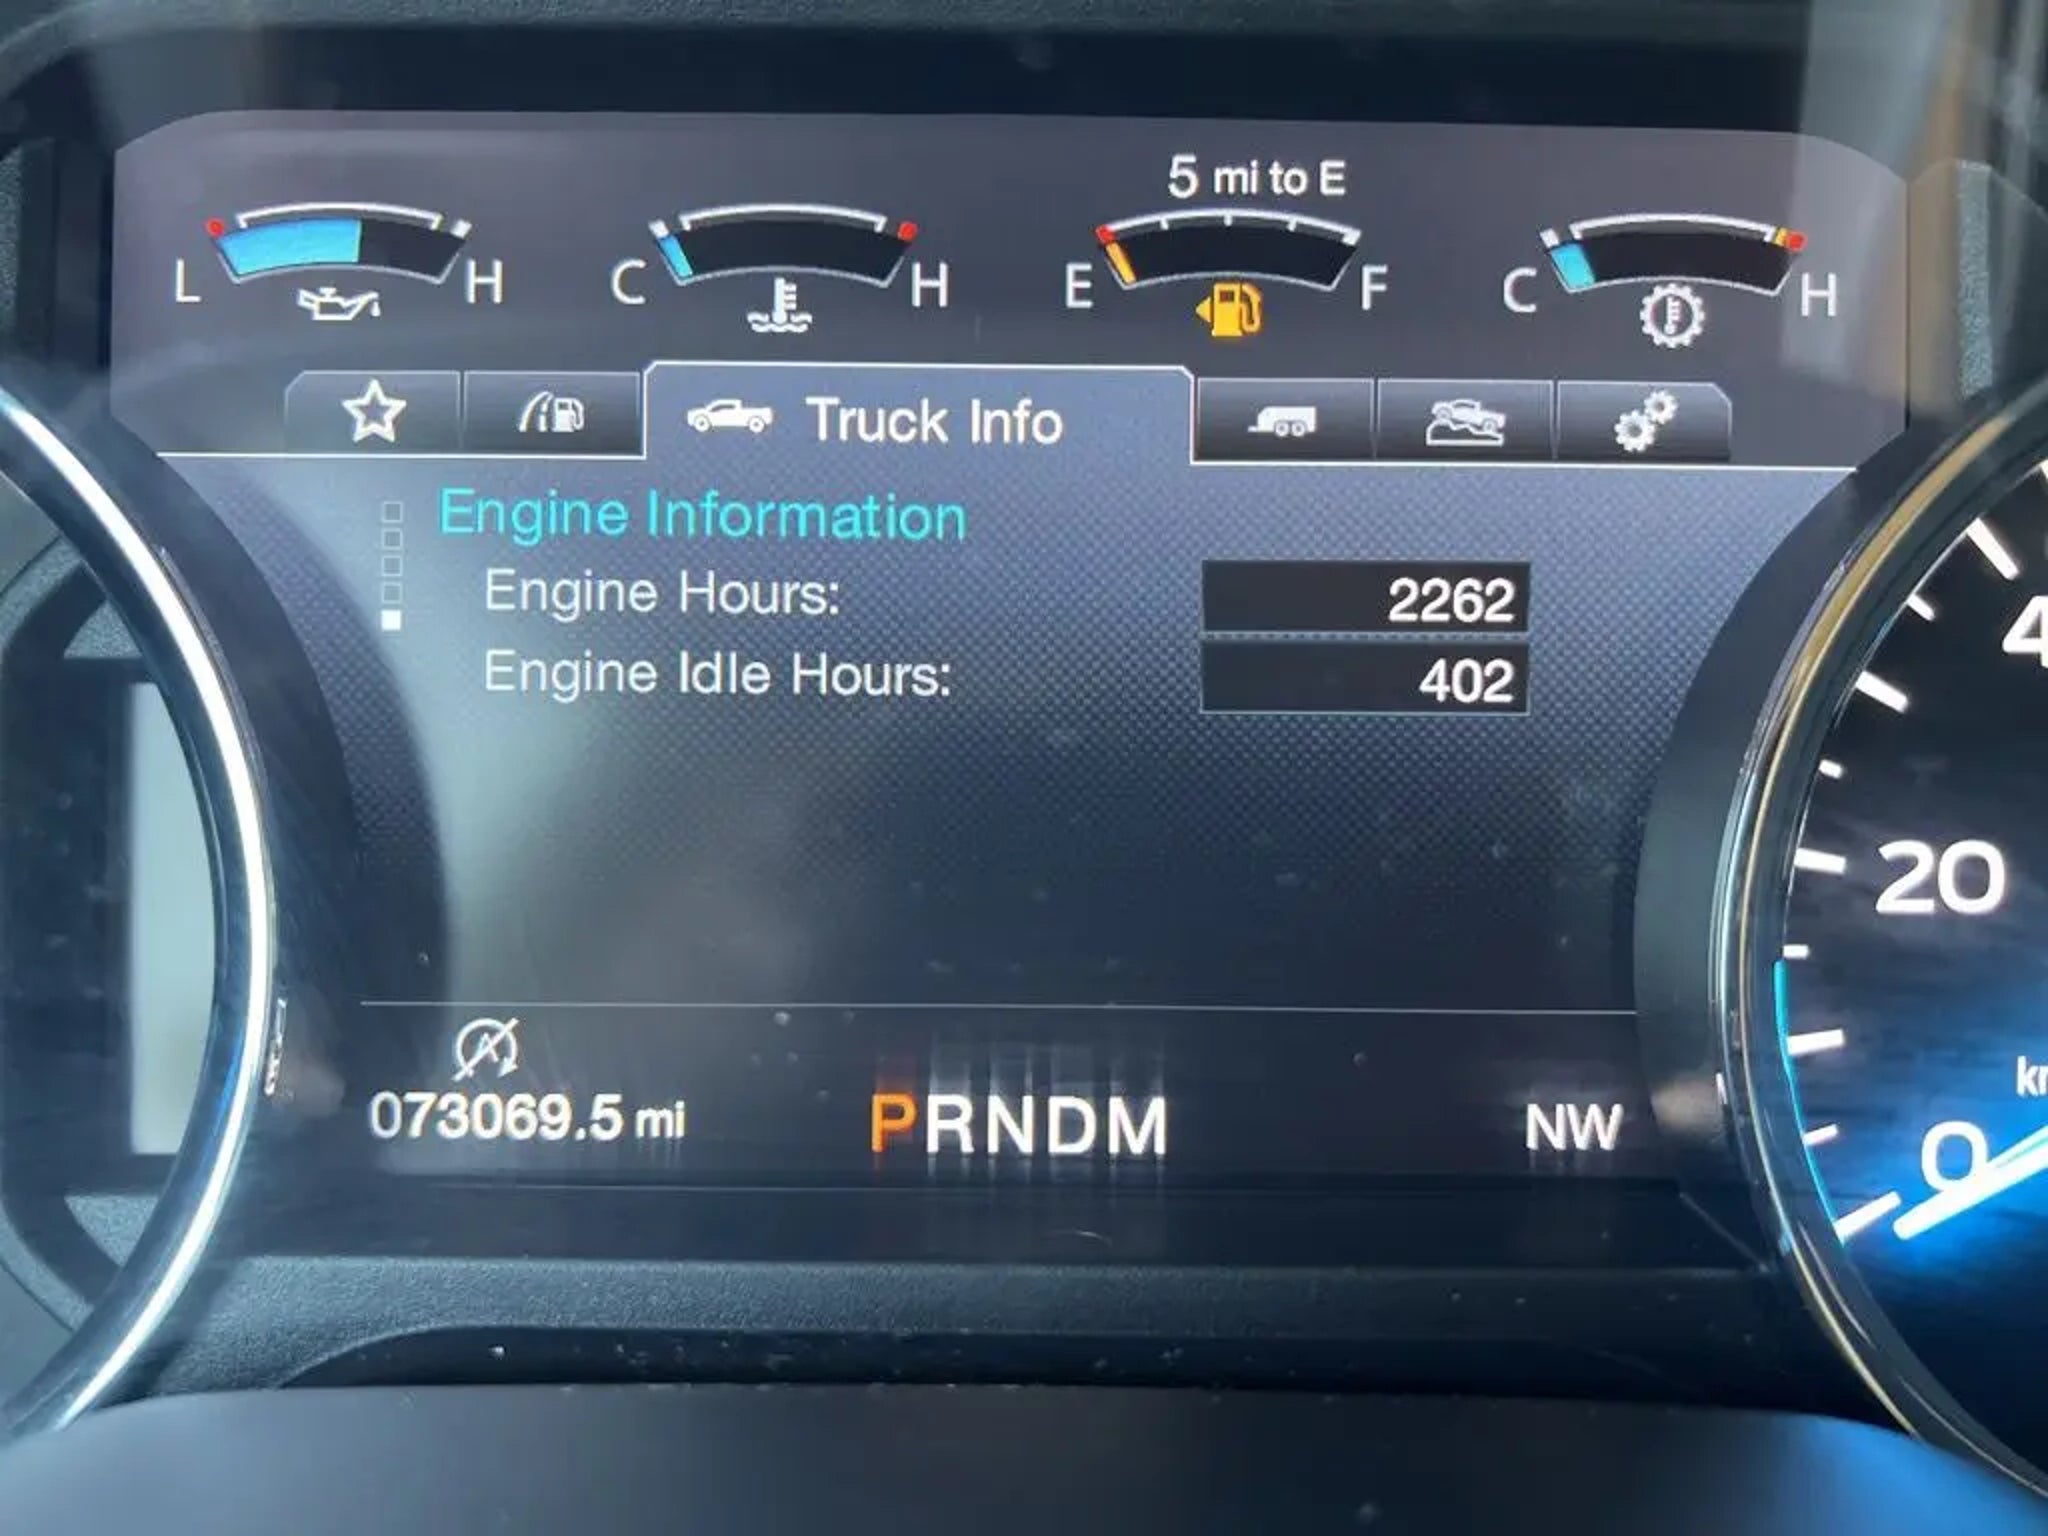 5 mi to E
L H C H E F C H
Truck Info
Engine Information
Engine Hours: 2262
Engine Idle Hours: 402
20
073069.5 mi PRNDM NW
0